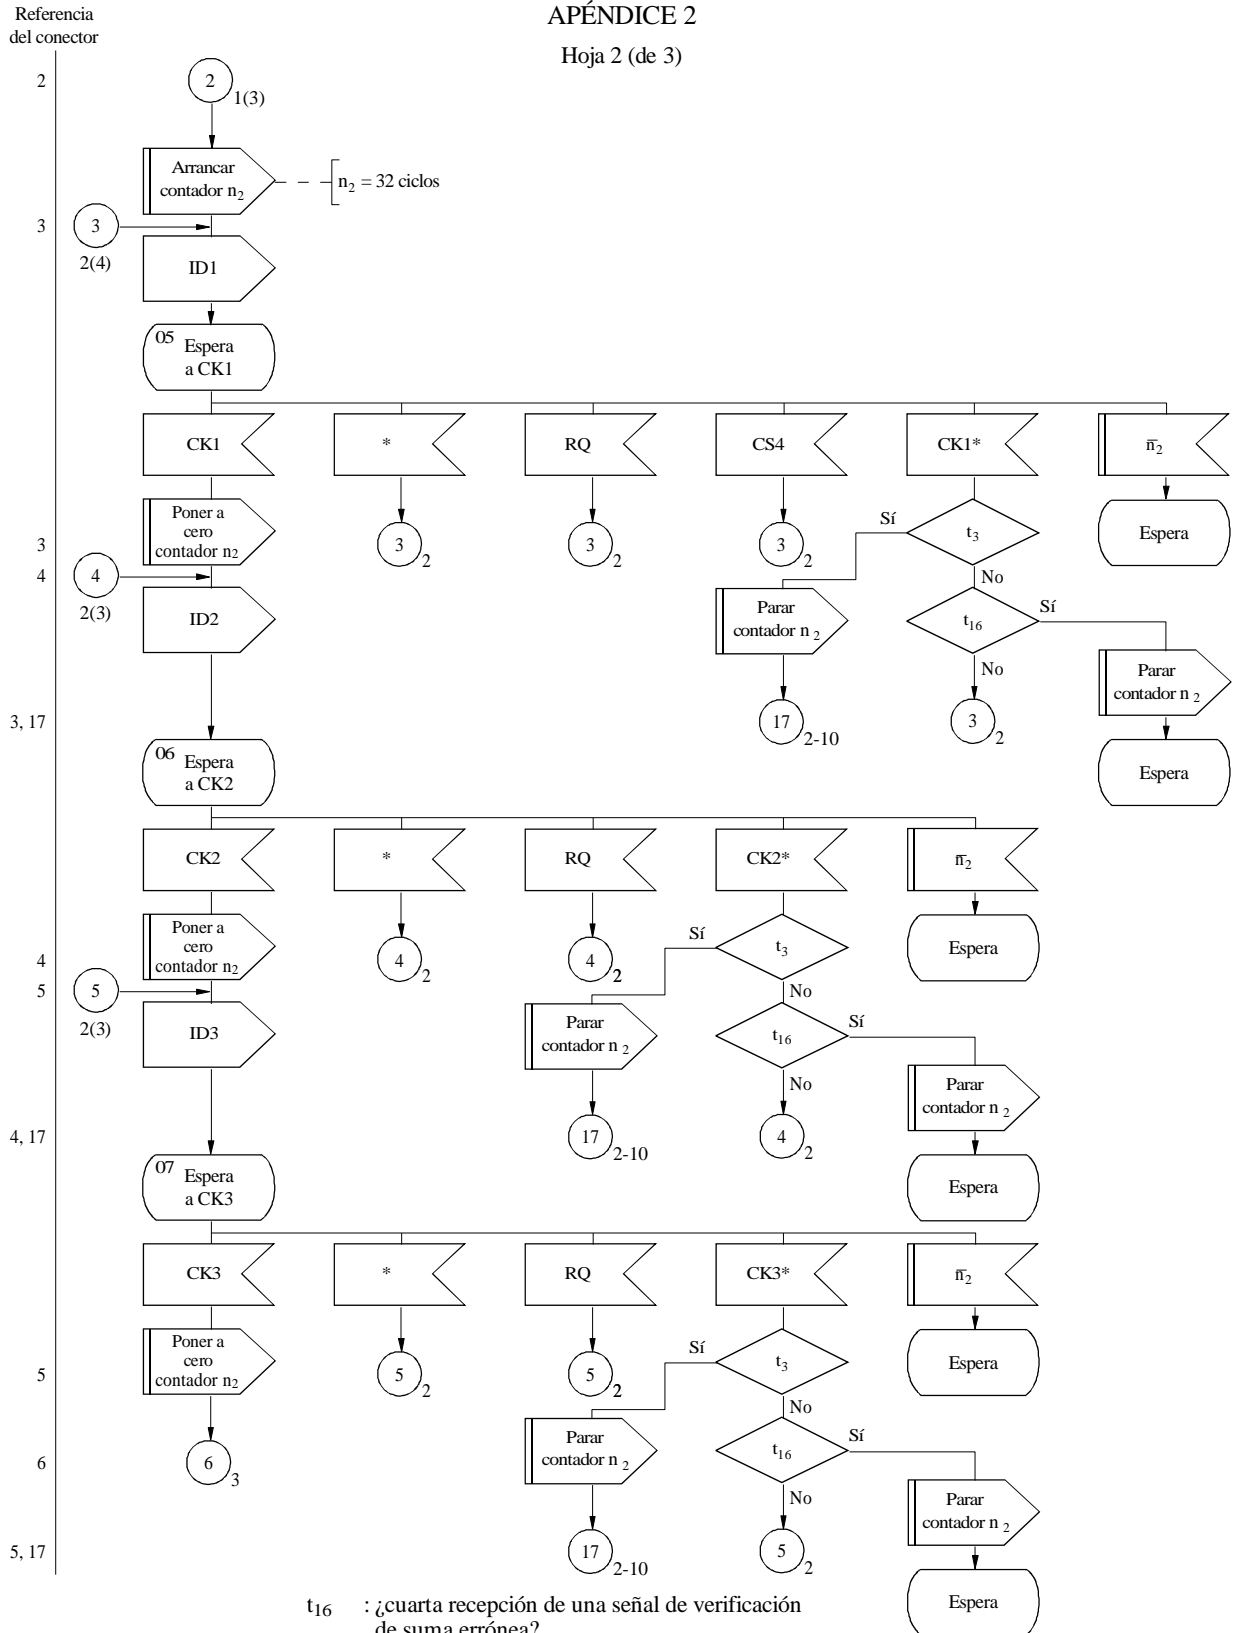 Referencia
del conector
APÉNDICE 2
Hoja 2 (de 3)
2
2
1(3)
Arrancar
contador n2
n2 = 32 ciclos
3
3
2(4)
ID1
05 Espera
a CK1
CK1
*
RQ
CS4
CK1*
n̅2
Poner a
cero
contador n2
3
3
2
3
2
3
2
Sí
t3
No
Espera
4
4
2(3)
ID2
Parar
contador n2
t16
Sí
No
Parar
contador n2
3, 17
17
2-10
3
2
Espera
06 Espera
a CK2
CK2
*
RQ
CK2*
n̅2
Poner a
cero
contador n2
4
4
2
4
2
Sí
t3
No
Espera
5
5
2(3)
ID3
Parar
contador n2
t16
Sí
No
Parar
contador n2
4, 17
17
2-10
4
2
Espera
07 Espera
a CK3
CK3
*
RQ
CK3*
n̅2
Poner a
cero
contador n2
5
5
2
5
2
Sí
t3
No
Espera
6
6
3
Parar
contador n2
t16
Sí
No
Parar
contador n2
5, 17
17
2-10
5
2
Espera
t16 : ¿cuarta recepción de una señal de verificación
de suma errónea?